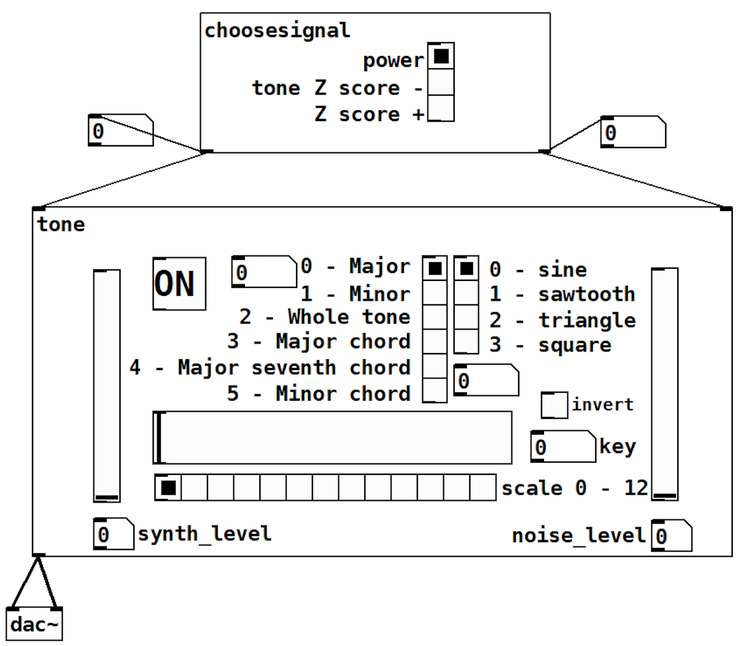 choosesignal
power
tone Z score -
Z score +
0
0
tone
ON
0
0 - Major
1 - Minor
2 - Whole tone
3 - Major chord
4 - Major seventh chord
5 - Minor chord
0 - sine
1 - sawtooth
2 - triangle
3 - square
0
invert
0 key
scale 0 - 12
0 synth_level
noise_level 0
dac~